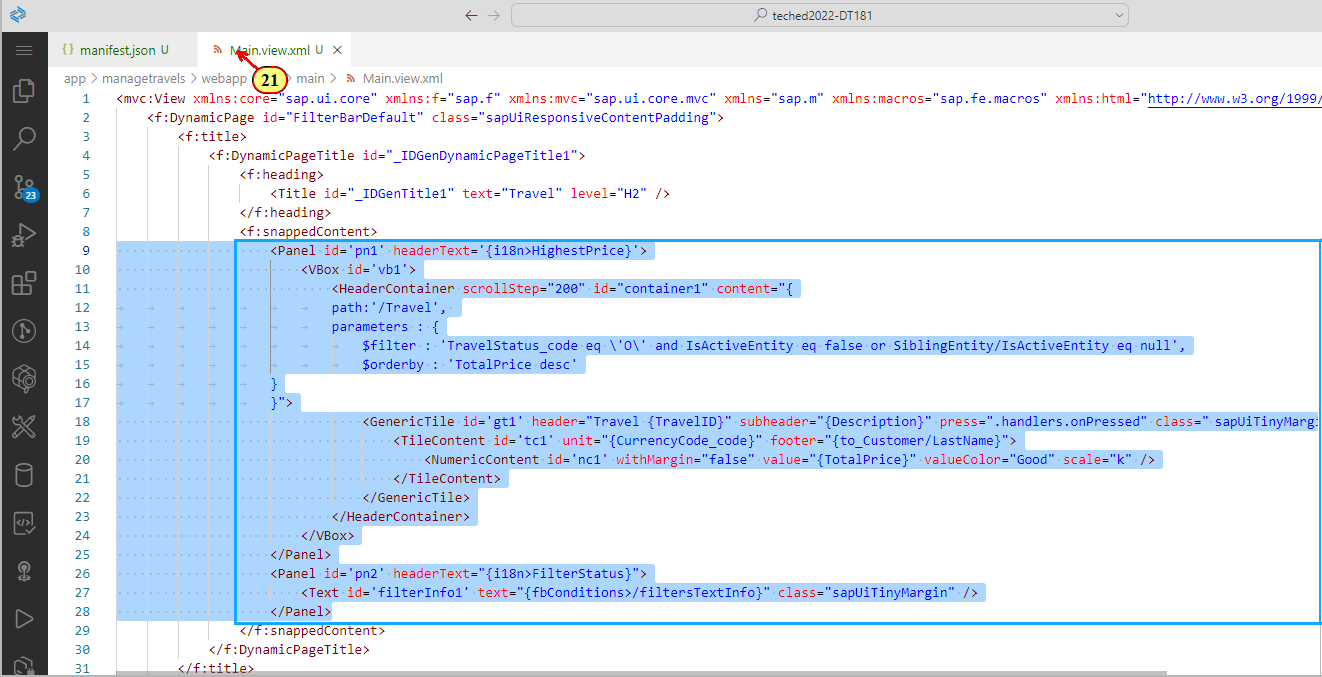 teched2022-DT181
{} manifest.json U
Main.view.xml U
21
app > managetravels > webapp > main > Main.view.xml
23
1 <mvc:View xmlns:core="sap.ui.core" xmlns:f="sap.f" xmlns:mvc="sap.ui.core.mvc" xmlns="sap.m" xmlns:macros="sap.fe.macros" xmlns:html="http://www.w3.org/1999/
2 <f:DynamicPage id="FilterBarDefault" class="sapUiResponsiveContentPadding">
3 <f:title>
4 <f:DynamicPageTitle id="_IDGenDynamicPageTitle1">
5 <f:heading>
6 <Title id="_IDGenTitle1" text="Travel" level="H2" />
7 </f:heading>
8 <f:snappedContent>
9 <Panel id='pn1' headerText='{i18n>HighestPrice}'>
10 <VBox id='vb1'>
11 <HeaderContainer scrollStep="200" id="container1" content="{
12 path:'/Travel',
13 parameters : {
14 $filter : 'TravelStatus_code eq \'O\' and IsActiveEntity eq false or SiblingEntity/IsActiveEntity eq null',
15 $orderby : 'TotalPrice desc'
16 }
17 }">
18 <GenericTile id='gt1' header="Travel {TravelID}" subheader="{Description}" press=".handlers.onPressed" class=" sapUiTinyMargi
19 <TileContent id='tc1' unit="{CurrencyCode_code}" footer="{to_Customer/LastName}">
20 <NumericContent id='nc1' withMargin="false" value="{TotalPrice}" valueColor="Good" scale="k" />
21 </TileContent>
22 </GenericTile>
23 </HeaderContainer>
24 </VBox>
25 </Panel>
26 <Panel id='pn2' headerText="{i18n>FilterStatus}">
27 <Text id='filterInfo1' text="{fbConditions>/filtersTextInfo}" class="sapUiTinyMargin" />
28 </Panel>
29 </f:snappedContent>
30 </f:DynamicPageTitle>
31 </f:title>